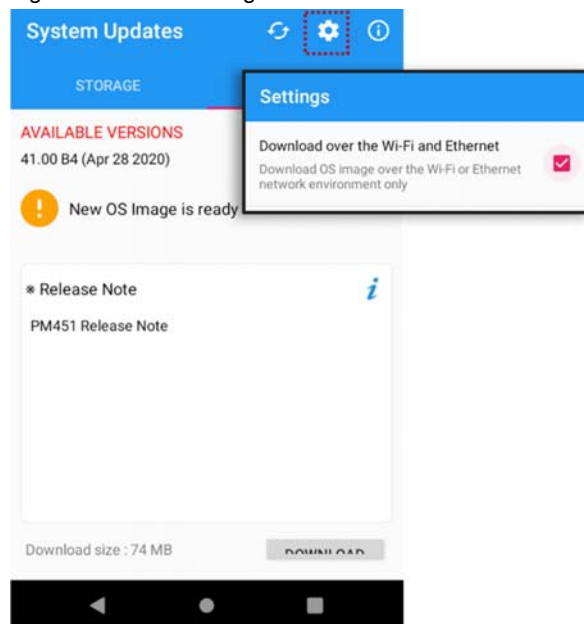 System Updates
STORAGE
Settings
AVAILABLE VERSIONS
41.00 B4 (Apr 28 2020)
Download over the Wi-Fi and Ethernet
Download OS image over the Wi-Fi or Ethernet
network environment only
New OS Image is ready
※ Release Note
PM451 Release Note
Download size : 74 MB
DOWNLOAD